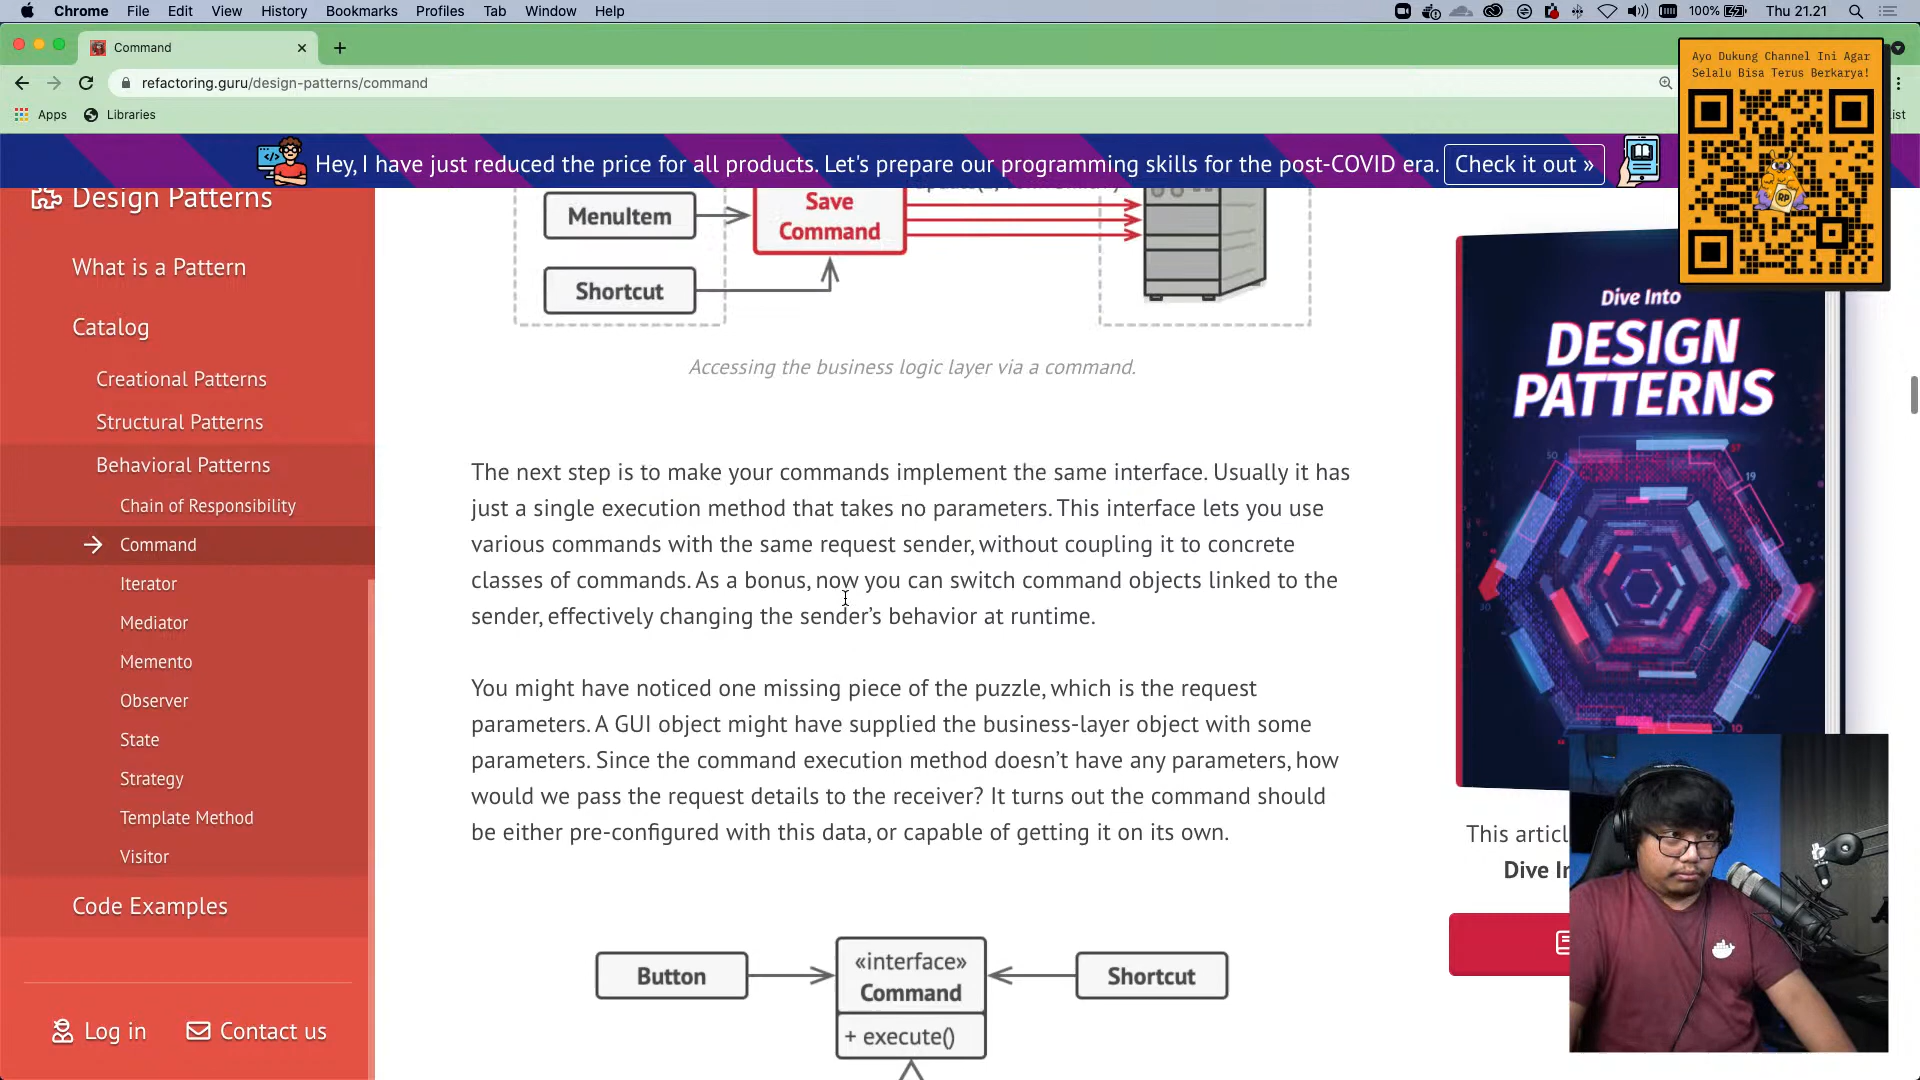 Chrome File Edit View History Bookmarks Profiles Tab Window Help 100% Thu 21.21
Command
refactoring.guru/design-patterns/command
Apps Libraries
Ayo Dukung Channel Ini Agar
Selalu Bisa Terus Berkarya!
RP
Hey, I have just reduced the price for all products. Let's prepare our programming skills for the post-COVID era. Check it out »
Design Patterns
What is a Pattern
Catalog
Creational Patterns
Structural Patterns
Behavioral Patterns
Chain of Responsibility
Command
Iterator
Mediator
Memento
Observer
State
Strategy
Template Method
Visitor
Code Examples
Log in Contact us
MenuItem
Save
Command
Shortcut
Accessing the business logic layer via a command.
The next step is to make your commands implement the same interface. Usually it has
just a single execution method that takes no parameters. This interface lets you use
various commands with the same request sender, without coupling it to concrete
classes of commands. As a bonus, now you can switch command objects linked to the
sender, effectively changing the sender’s behavior at runtime.
You might have noticed one missing piece of the puzzle, which is the request
parameters. A GUI object might have supplied the business-layer object with some
parameters. Since the command execution method doesn’t have any parameters, how
would we pass the request details to the receiver? It turns out the command should
be either pre-configured with this data, or capable of getting it on its own.
Button
«interface»
Command
+ execute()
Shortcut
Dive Into
DESIGN
PATTERNS
This articl
Dive In